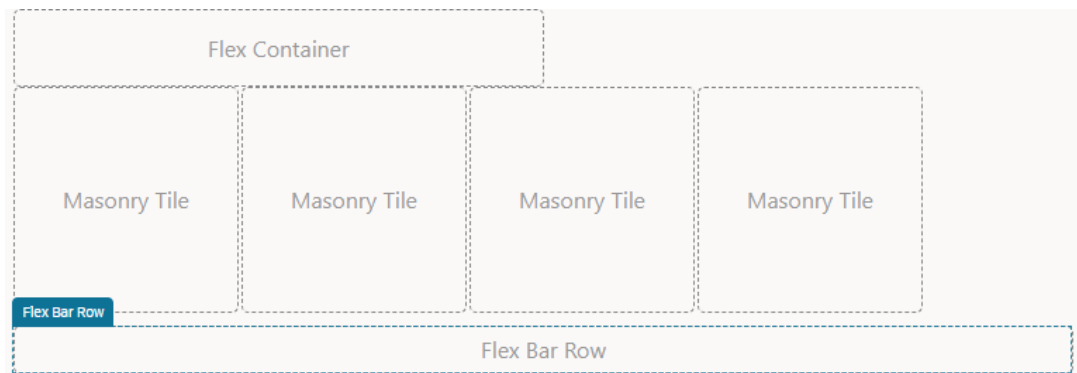 Flex Container
Masonry Tile Masonry Tile Masonry Tile Masonry Tile
Flex Bar Row
Flex Bar Row